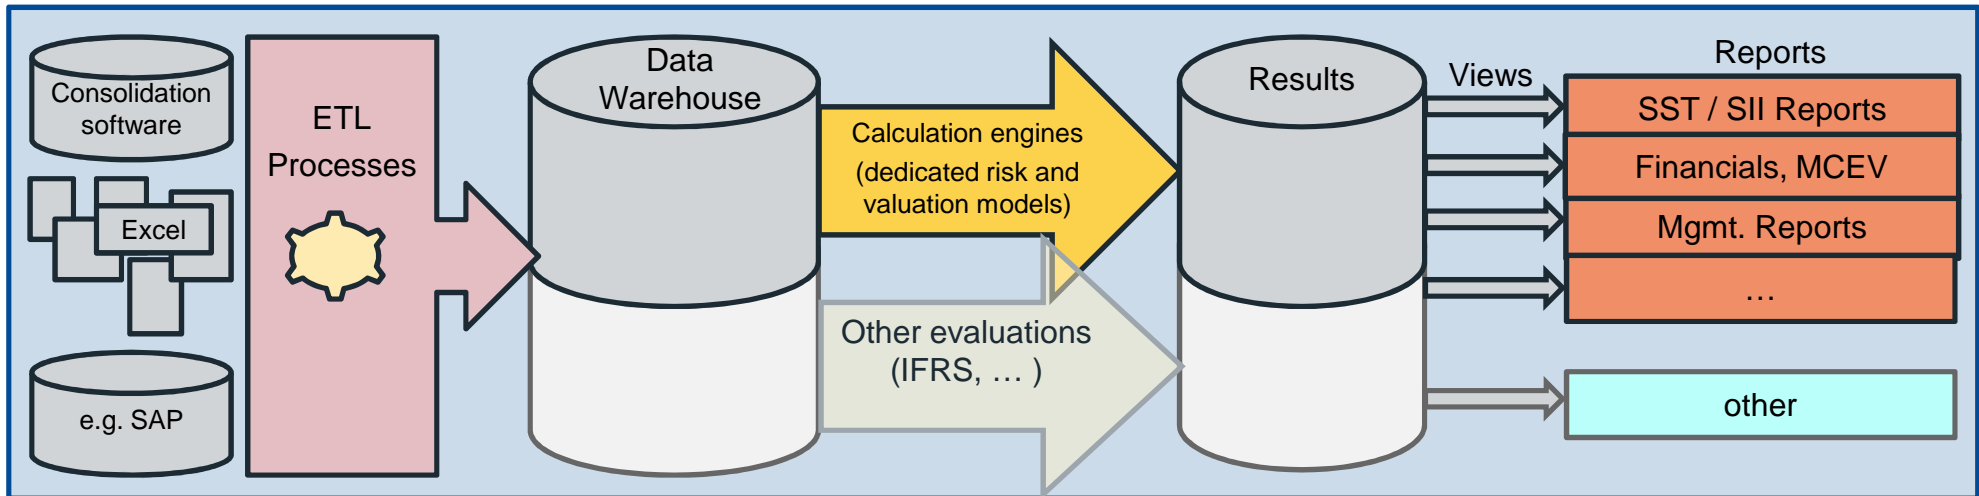 Consolidation
software
Excel
e.g. SAP
ETL
Processes
Data
Warehouse
Calculation engines
(dedicated risk and
valuation models)
Other evaluations
(IFRS, … )
Results
Views
Reports
SST / SII Reports
Financials, MCEV
Mgmt. Reports
…
other